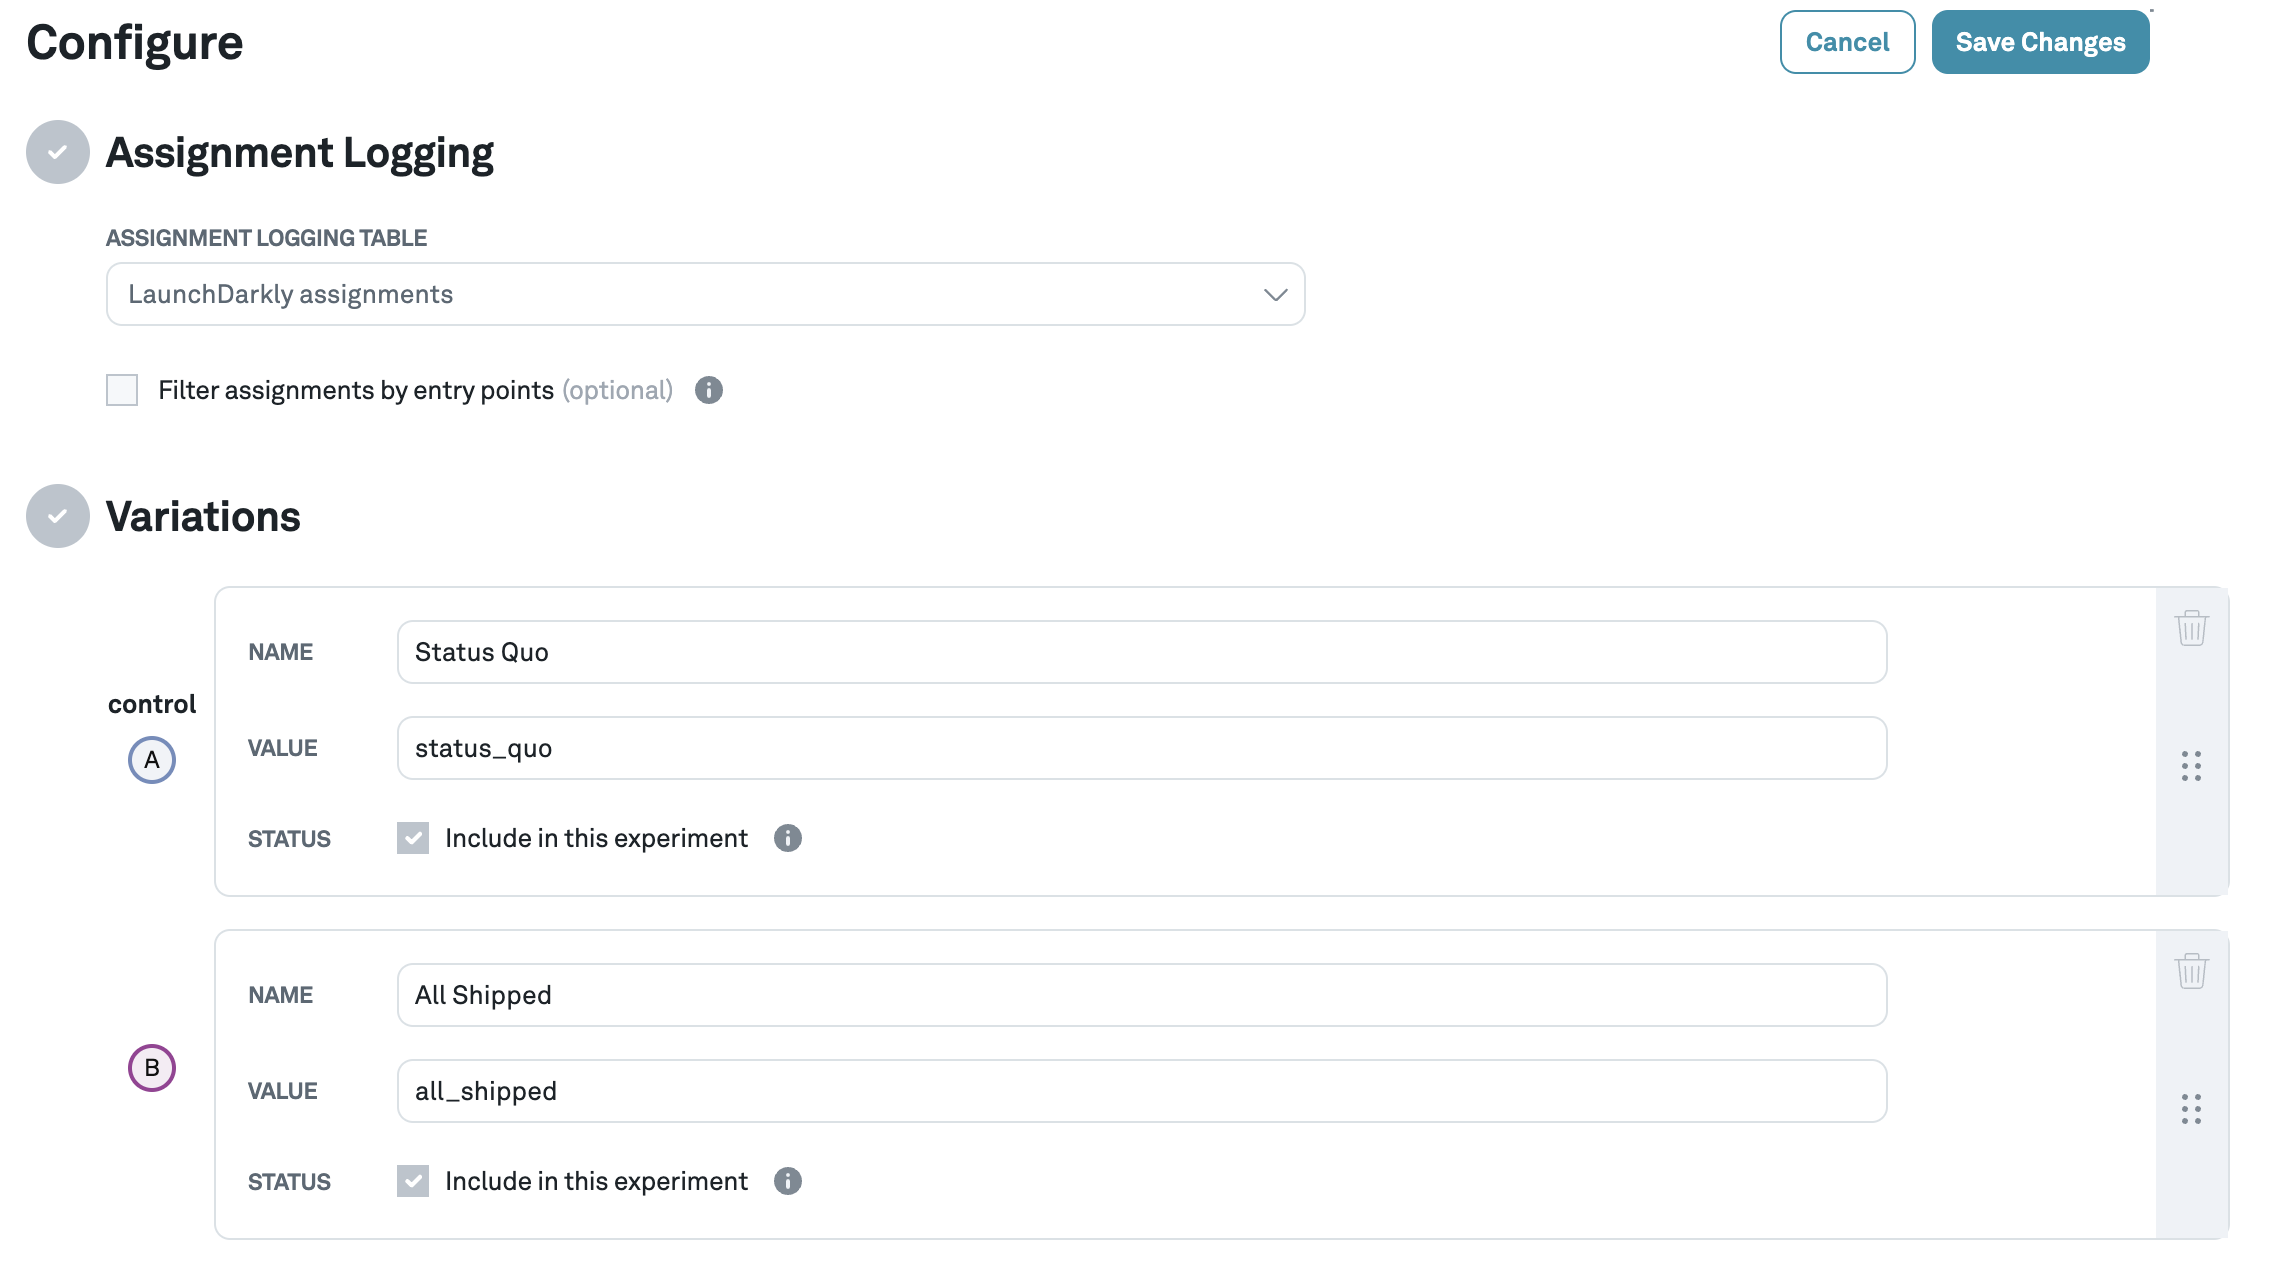 Configure
Cancel
Save Changes
Assignment Logging
ASSIGNMENT LOGGING TABLE
LaunchDarkly assignments
Filter assignments by entry points (optional)
Variations
control
A
NAME
Status Quo
VALUE
status_quo
STATUS
Include in this experiment
B
NAME
All Shipped
VALUE
all_shipped
STATUS
Include in this experiment